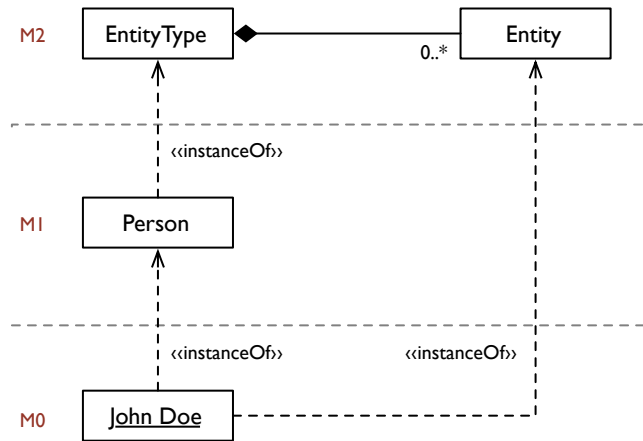 M2
EntityType
Entity
0..*
‹‹instanceOf››
M1
Person
‹‹instanceOf››
‹‹instanceOf››
M0
John Doe